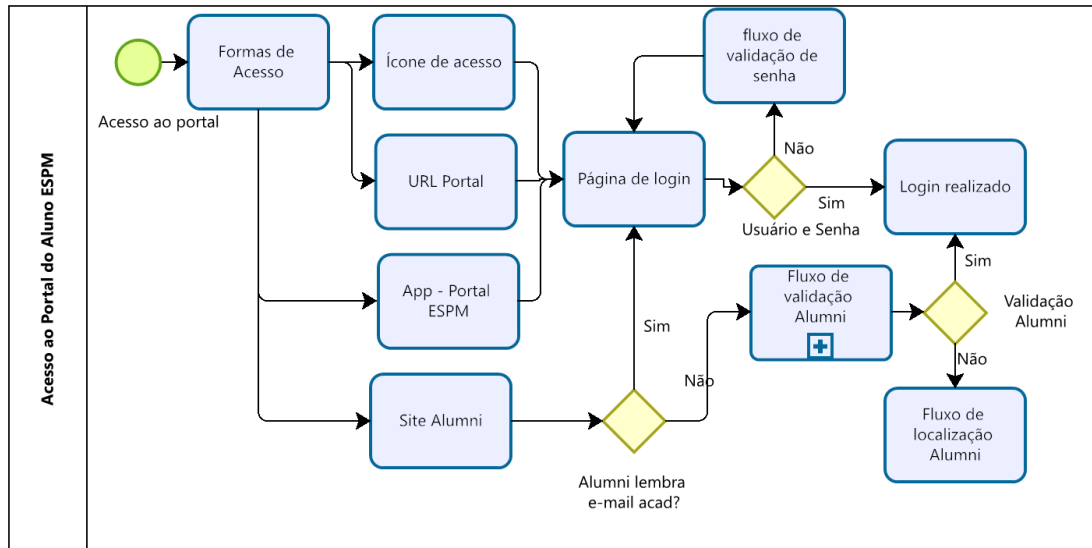 Acesso ao Portal do Aluno ESPM
Acesso ao portal
Formas de
Acesso
Ícone de acesso
URL Portal
App - Portal
ESPM
Site Alumni
Página de login
fluxo de
validação de
senha
Não
Usuário e Senha
Sim
Login realizado
Alumni lembra
e-mail acad?
Sim
Não
Fluxo de
validação
Alumni
Validação
Alumni
Sim
Não
Fluxo de
localização
Alumni